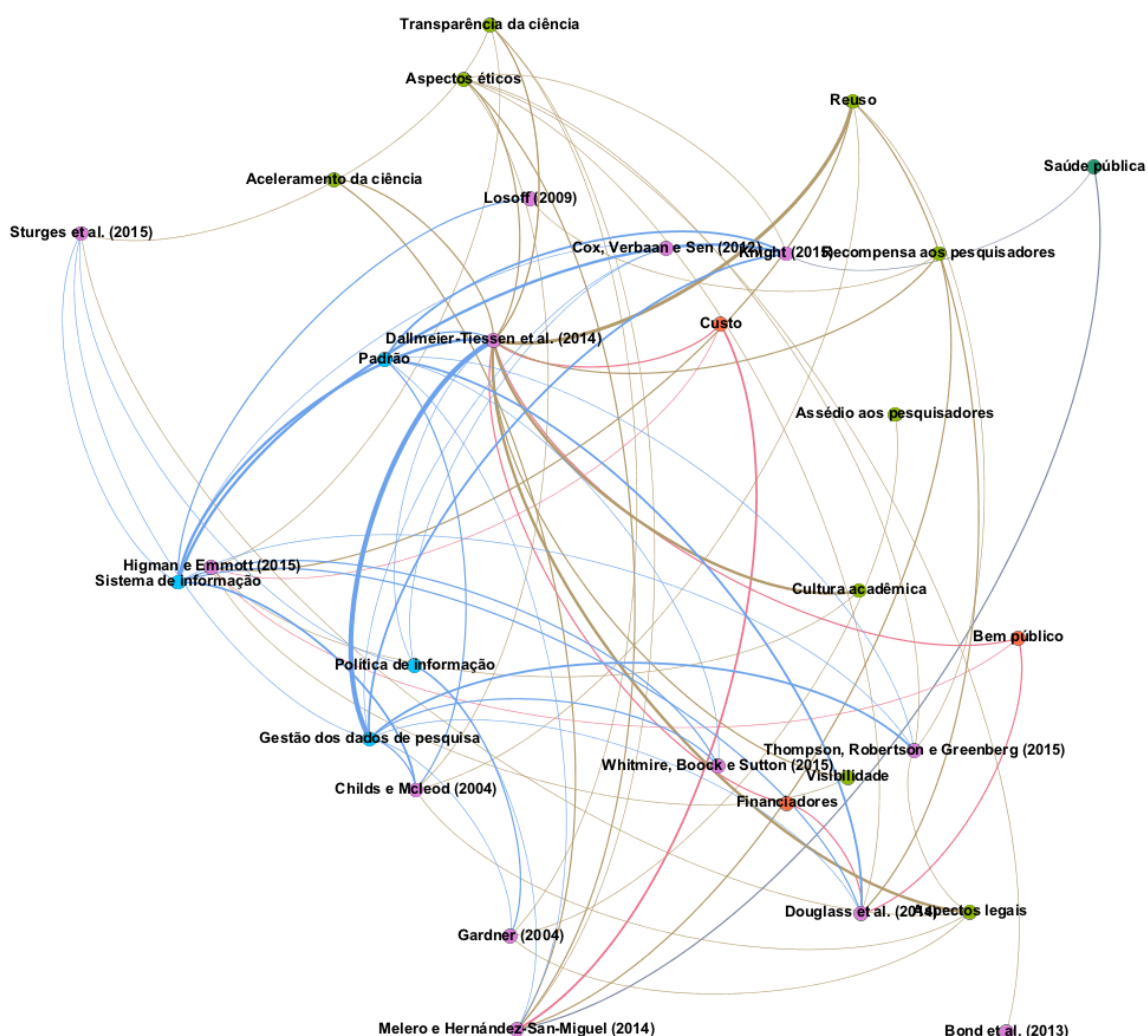 Transparência da ciência
Aspectos éticos
Reuso
Saúde pública
Aceleramento da ciência
Losoff (2009)
Sturges et al. (2015)
Cox, Verbaan e Sen (2012)
Knight (2015)
Recompensa aos pesquisadores
Custo
Dallmeier-Tiessen et al. (2014)
Padrão
Assédio aos pesquisadores
Higman e Emmott (2015)
Sistema de informação
Cultura acadêmica
Bem público
Política de informação
Gestão dos dados de pesquisa
Thompson, Robertson e Greenberg (2015)
Whitmire, Boock e Sutton (2015)
Visibilidade
Childs e Mcleod (2004)
Financiadores
Douglass et al. (2014)
Aspectos legais
Gardner (2004)
Melero e Hernández-San-Miguel (2014)
Bond et al. (2013)